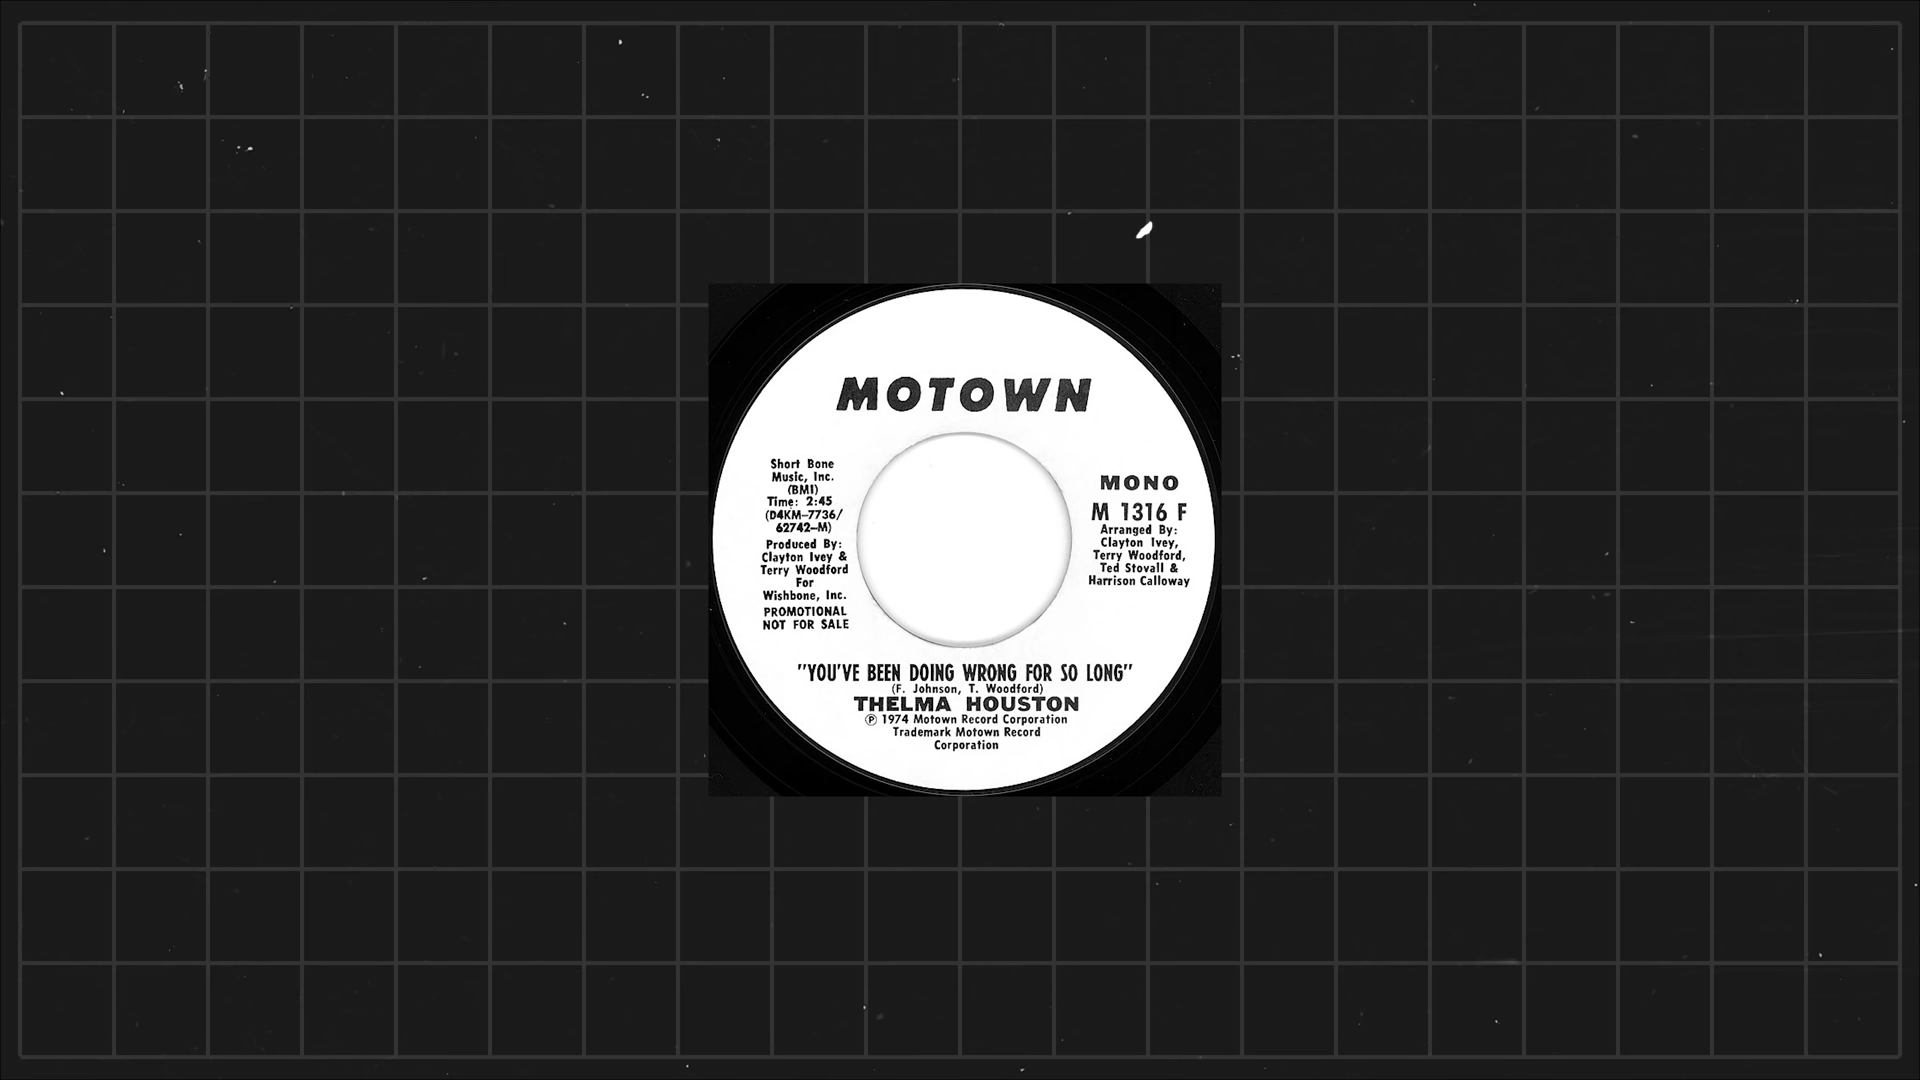 MOTOWN
Short Bone
Music, Inc.
(BMI)
Time: 2:45
(D4KM-7736/
62742-M)
Produced By:
Clayton Ivey &
Terry Woodford
For
Wishbone, Inc.
PROMOTIONAL
NOT FOR SALE
MONO
M 1316 F
Arranged By:
Clayton Ivey,
Terry Woodford,
Ted Stovall &
Harrison Calloway
"YOU'VE BEEN DOING WRONG FOR SO LONG"
(F. Johnson, T. Woodford)
THELMA HOUSTON
℗ 1974 Motown Record Corporation
Trademark Motown Record
Corporation